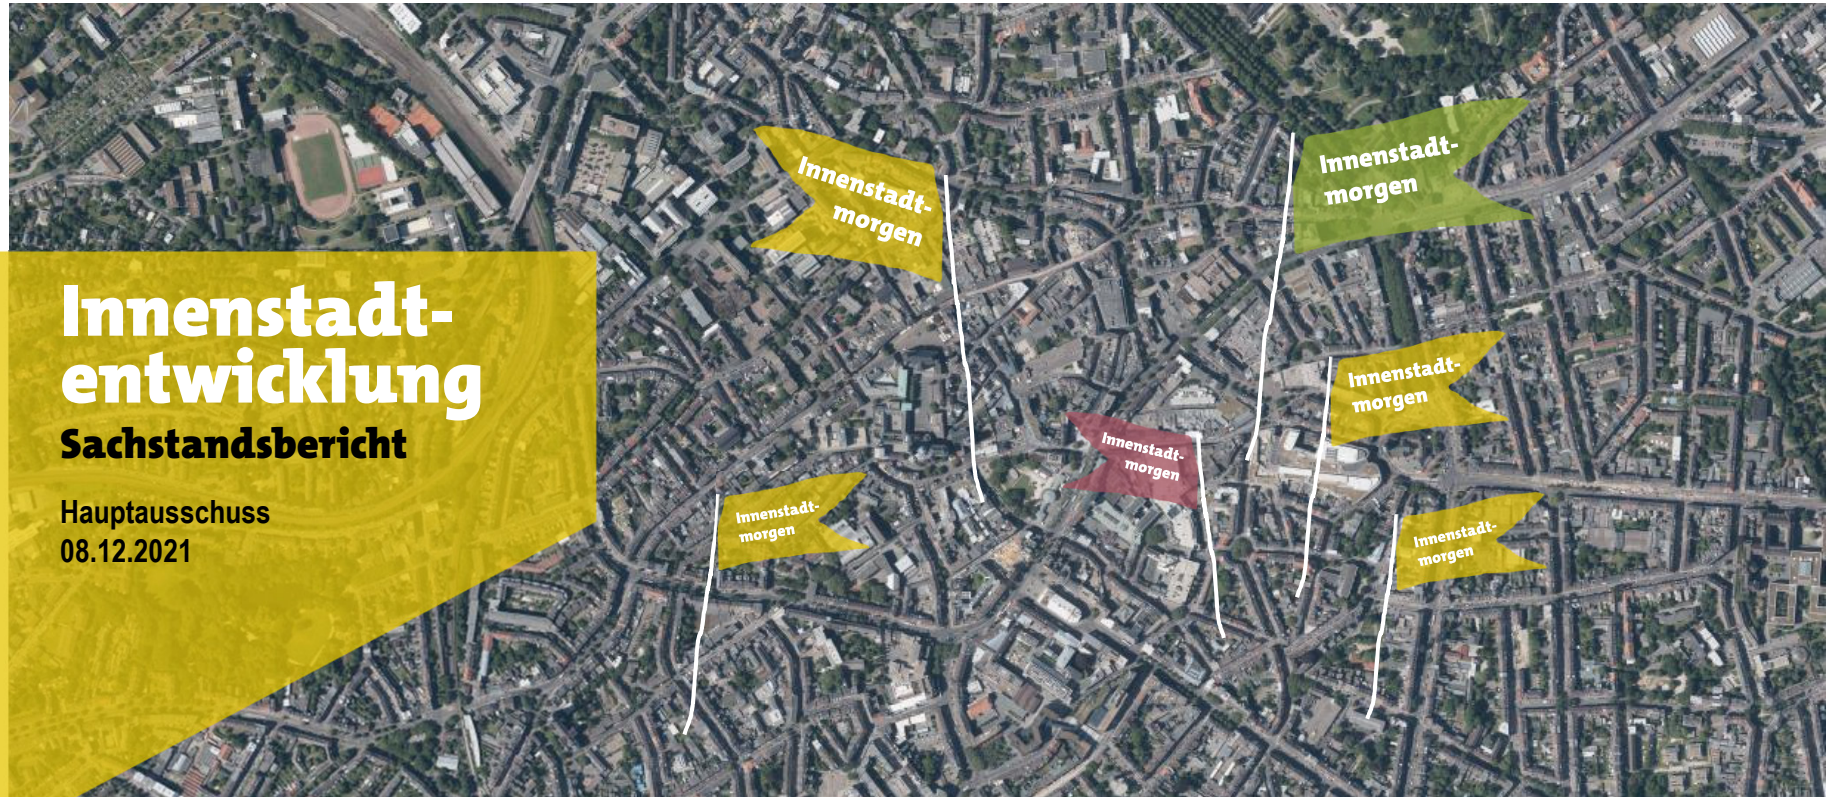 Innenstadt-
entwicklung
Sachstandsbericht
Hauptausschuss
08.12.2021
Innenstadt-
morgen
Innenstadt-
morgen
Innenstadt-
morgen
Innenstadt-
morgen
Innenstadt-
morgen
Innenstadt-
morgen